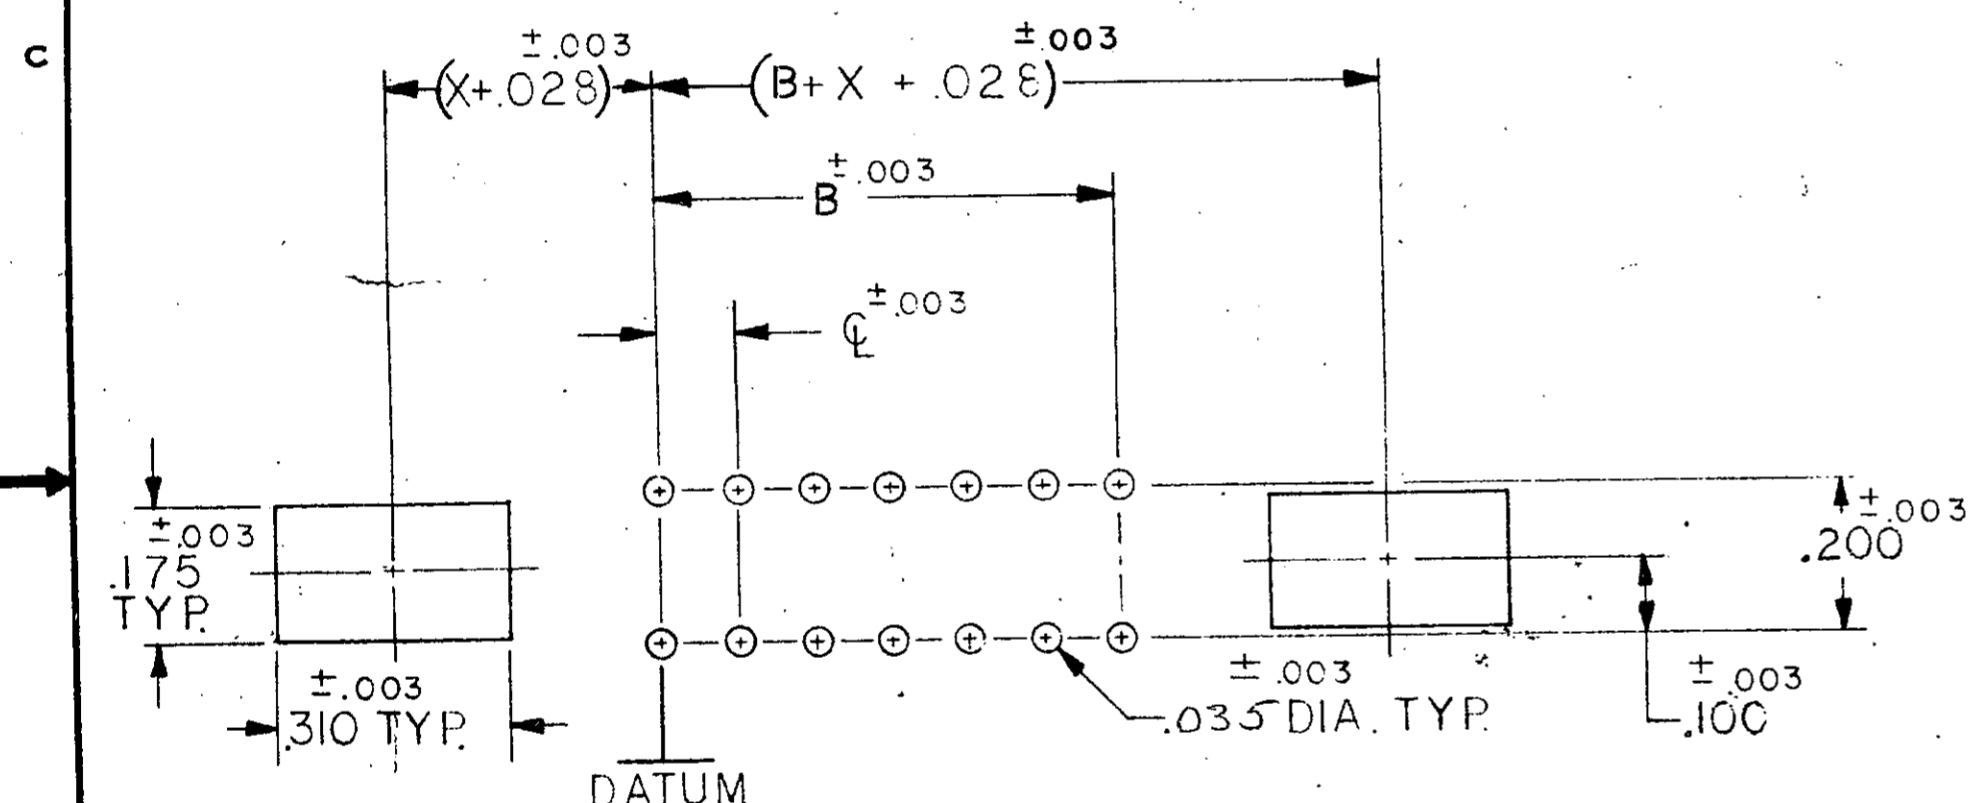 C
±.003
(X+.028)
±.003
(B+ X + .028)
±.003
B
±.003
℄
±.003
.175
TYP.
±.003
.310 TYP.
DATUM
±.003
.035 DIA. TYP.
±.003
.100
±.003
.200